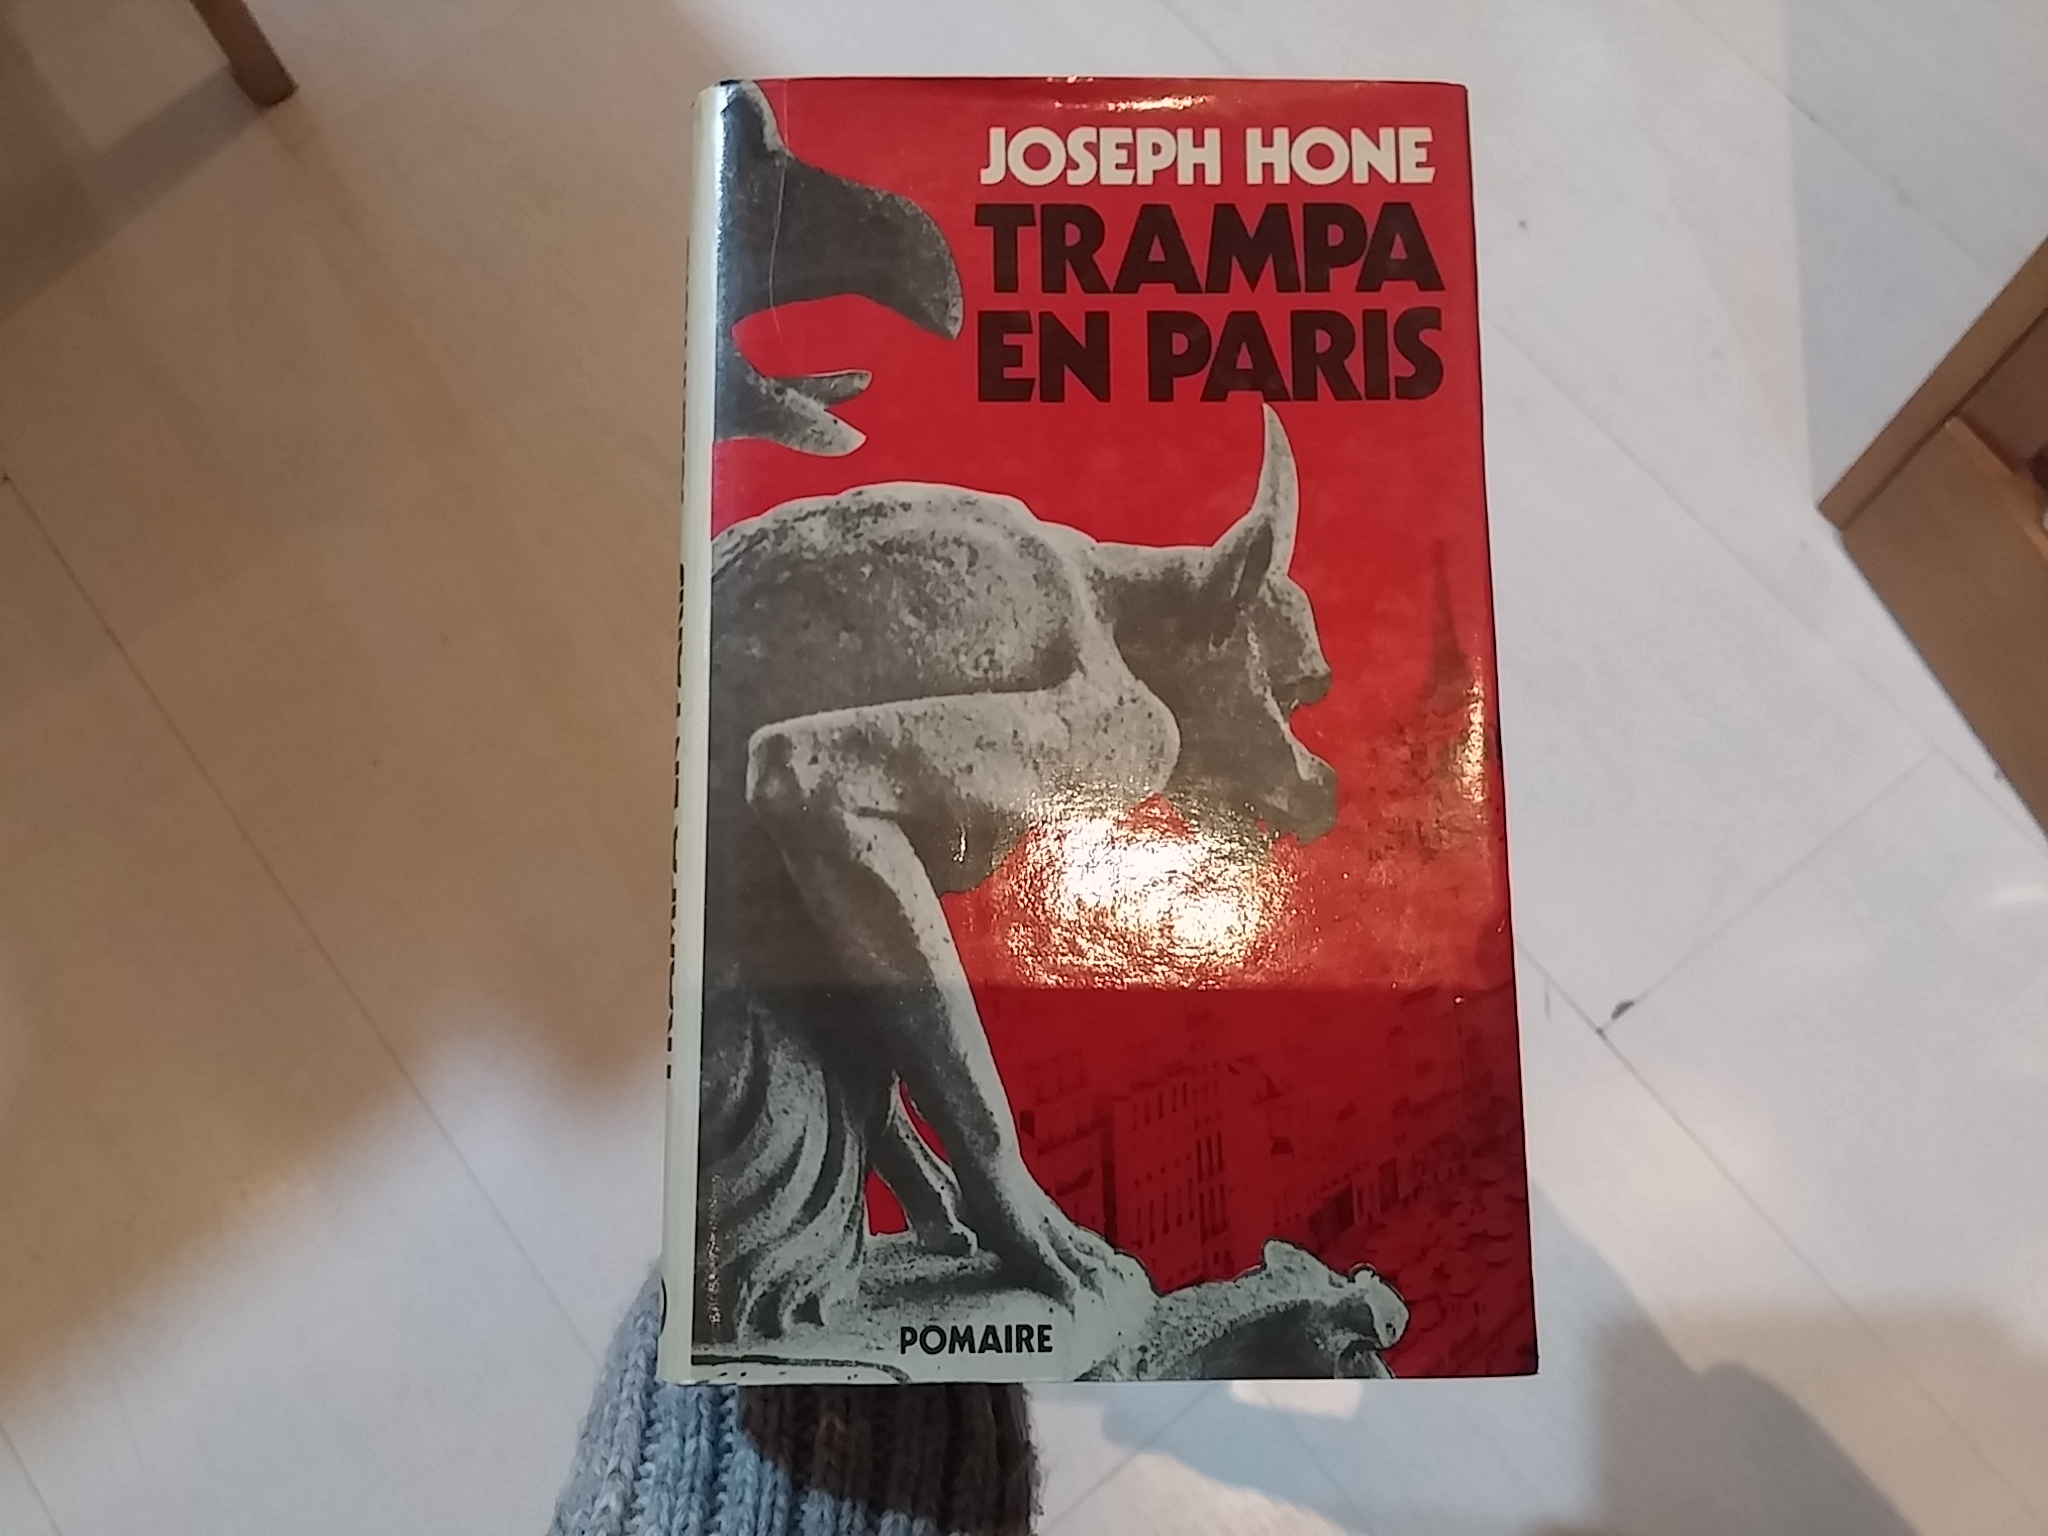 JOSEPH HONE
TRAMPA
EN PARIS
POMAIRE